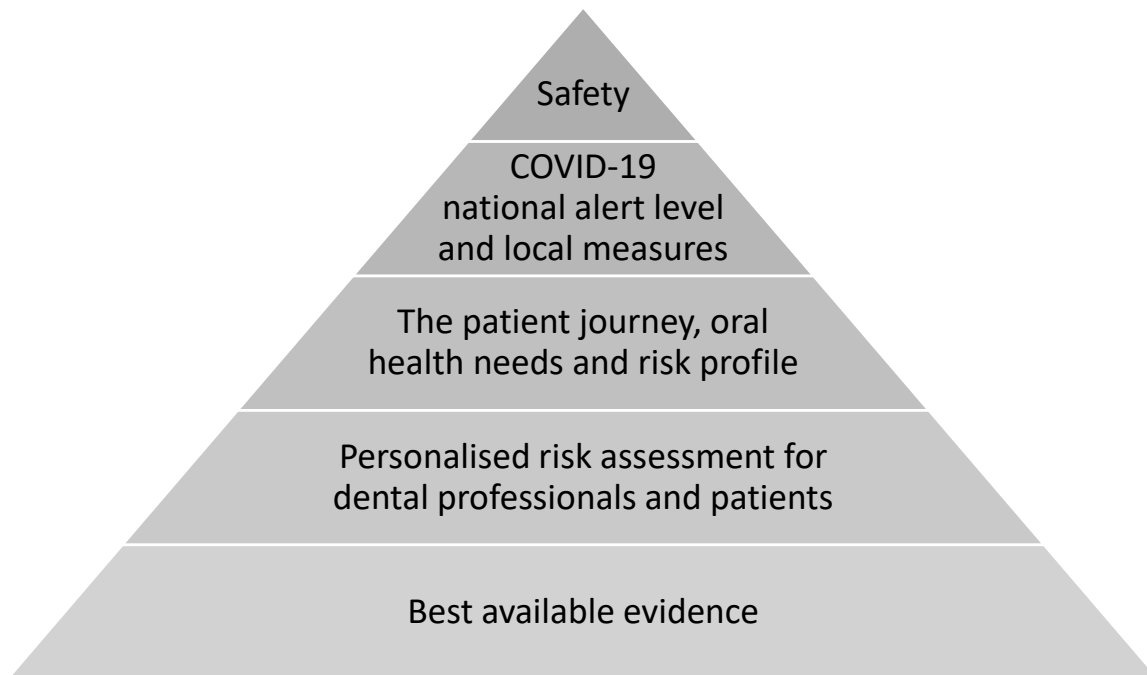 Safety
COVID-19
national alert level
and local measures
The patient journey, oral
health needs and risk profile
Personalised risk assessment for
dental professionals and patients
Best available evidence